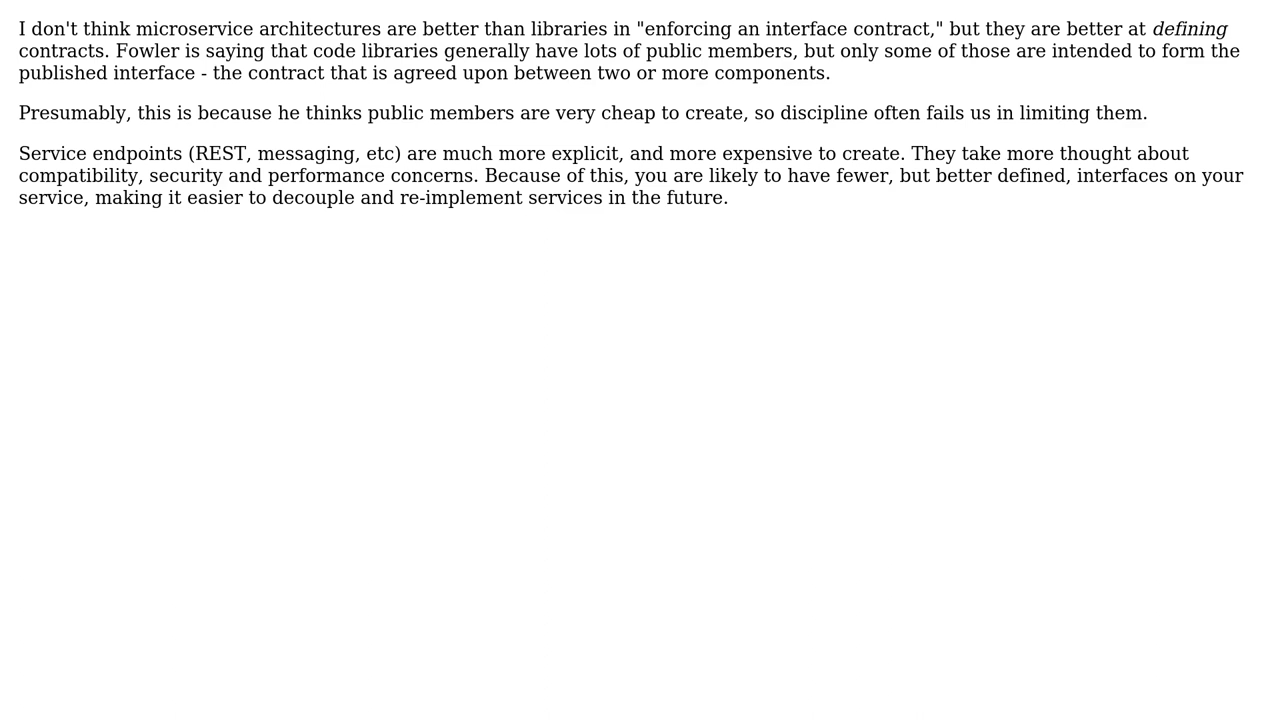 I don't think microservice architectures are better than libraries in "enforcing an interface contract," but they are better at defining
contracts. Fowler is saying that code libraries generally have lots of public members, but only some of those are intended to form the
published interface - the contract that is agreed upon between two or more components.
Presumably, this is because he thinks public members are very cheap to create, so discipline often fails us in limiting them.
Service endpoints (REST, messaging, etc) are much more explicit, and more expensive to create. They take more thought about
compatibility, security and performance concerns. Because of this, you are likely to have fewer, but better defined, interfaces on your
service, making it easier to decouple and re-implement services in the future.